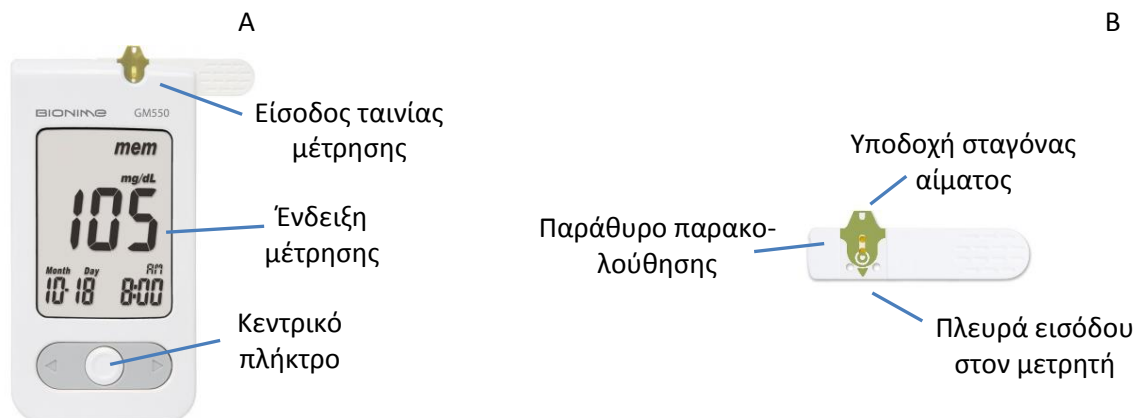 A
BIONIME GM550
mem
mg/dL
105
Month Day AM
10-18 8:00
Είσοδος ταινίας
μέτρησης
Ένδειξη
μέτρησης
Κεντρικό
πλήκτρο
B
Υποδοχή σταγόνας
αίματος
Παράθυρο παρακο-
λούθησης
Πλευρά εισόδου
στον μετρητή